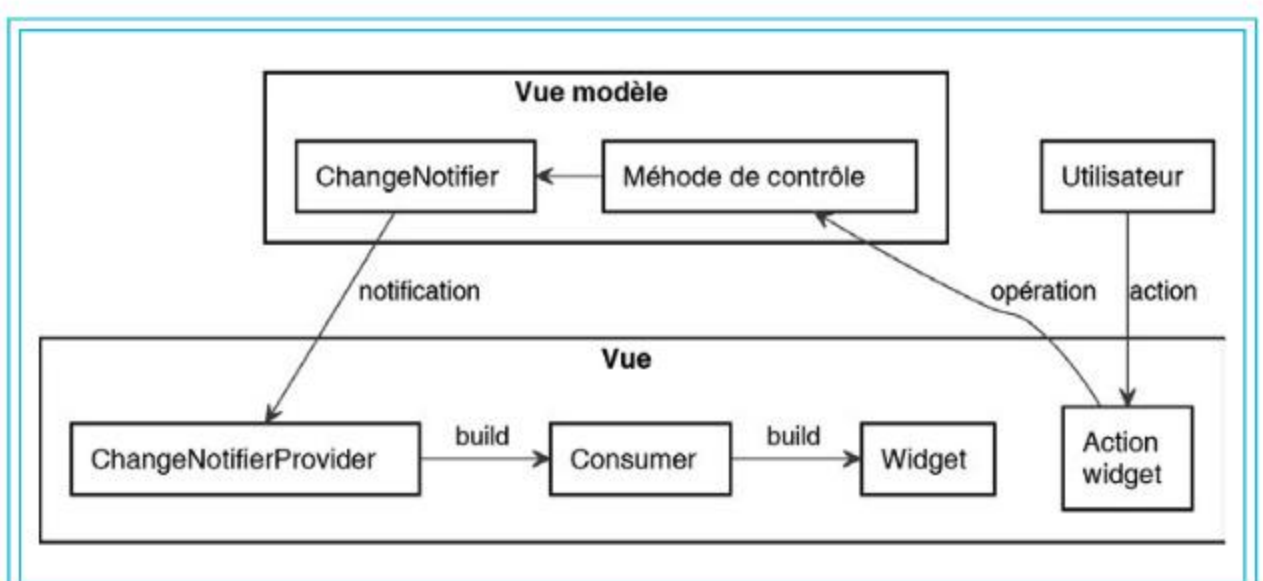 Vue modèle
ChangeNotifier
Méhode de contrôle
Utilisateur
notification
opération
action
Vue
ChangeNotifierProvider
build
Consumer
build
Widget
Action
widget